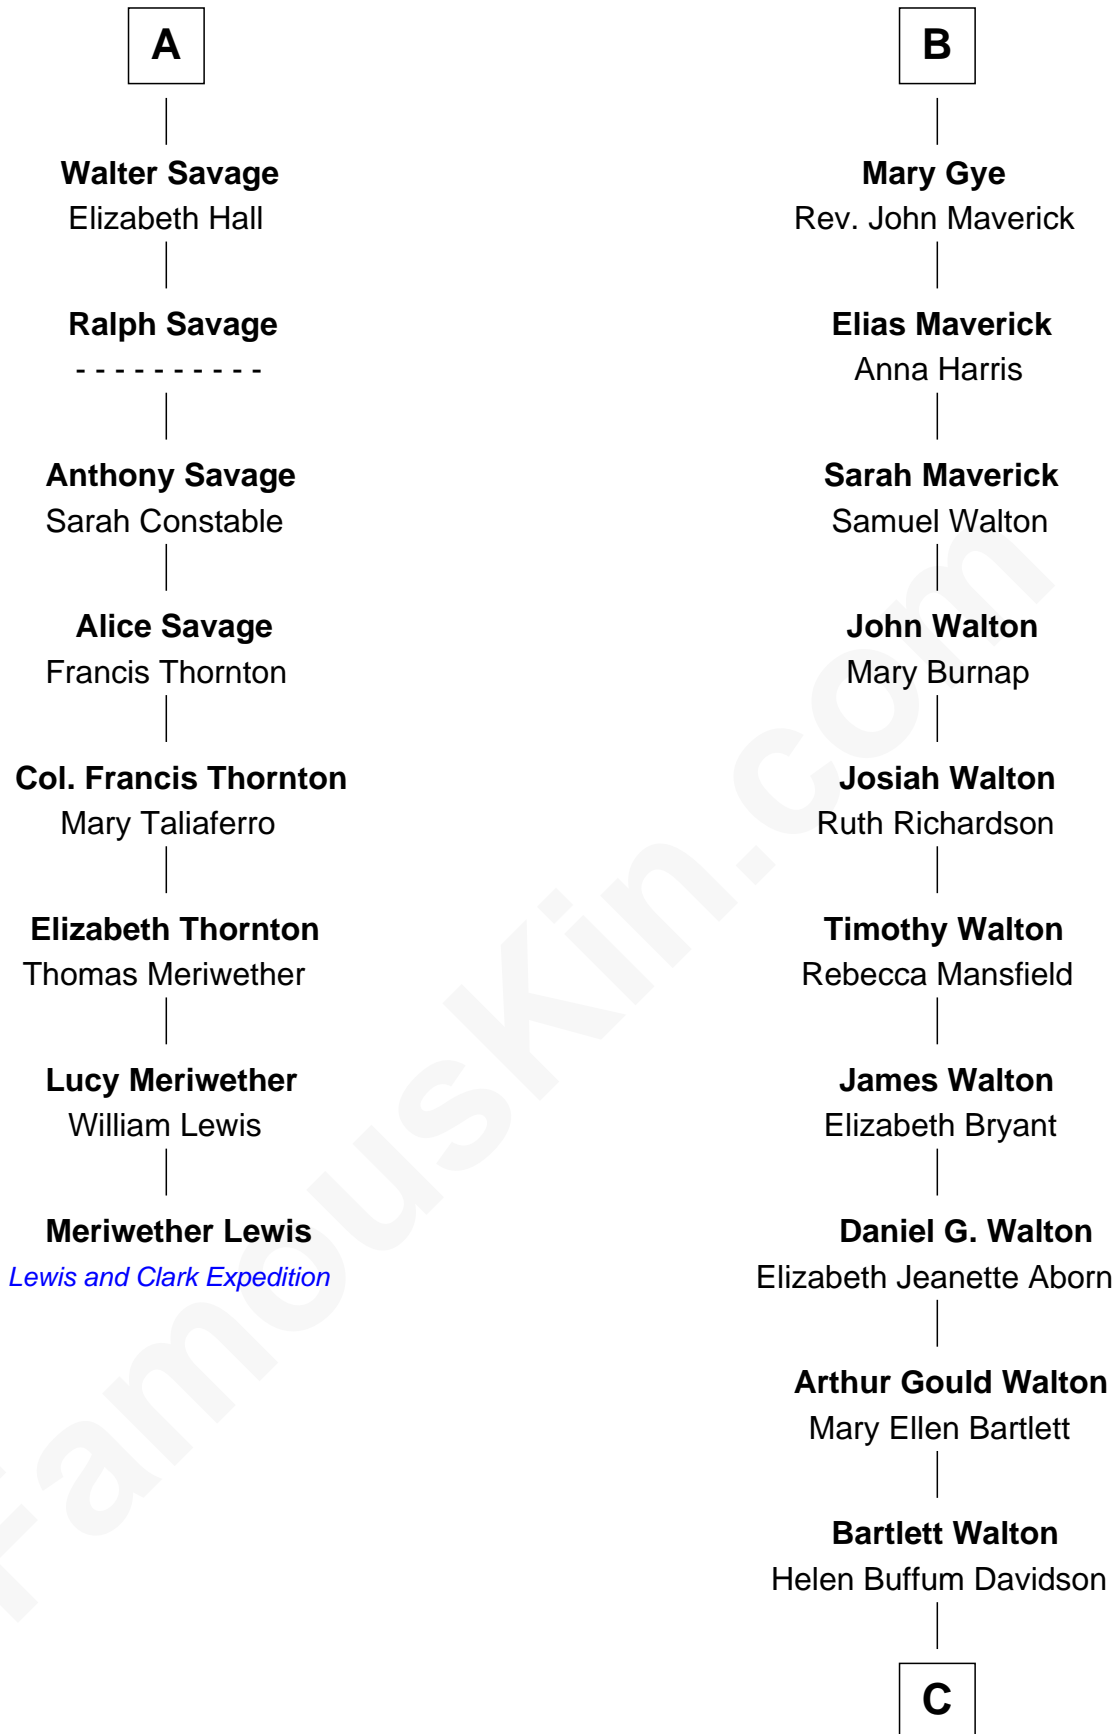 A
Walter Savage
Elizabeth Hall
Ralph Savage
- - - - - - - - - -
Anthony Savage
Sarah Constable
Alice Savage
Francis Thornton
Col. Francis Thornton
Mary Taliaferro
Elizabeth Thornton
Thomas Meriwether
Lucy Meriwether
William Lewis
Meriwether Lewis
Lewis and Clark Expedition
B
Mary Gye
Rev. John Maverick
Elias Maverick
Anna Harris
Sarah Maverick
Samuel Walton
John Walton
Mary Burnap
Josiah Walton
Ruth Richardson
Timothy Walton
Rebecca Mansfield
James Walton
Elizabeth Bryant
Daniel G. Walton
Elizabeth Jeanette Aborn
Arthur Gould Walton
Mary Ellen Bartlett
Bartlett Walton
Helen Buffum Davidson
C
FamousKin.com